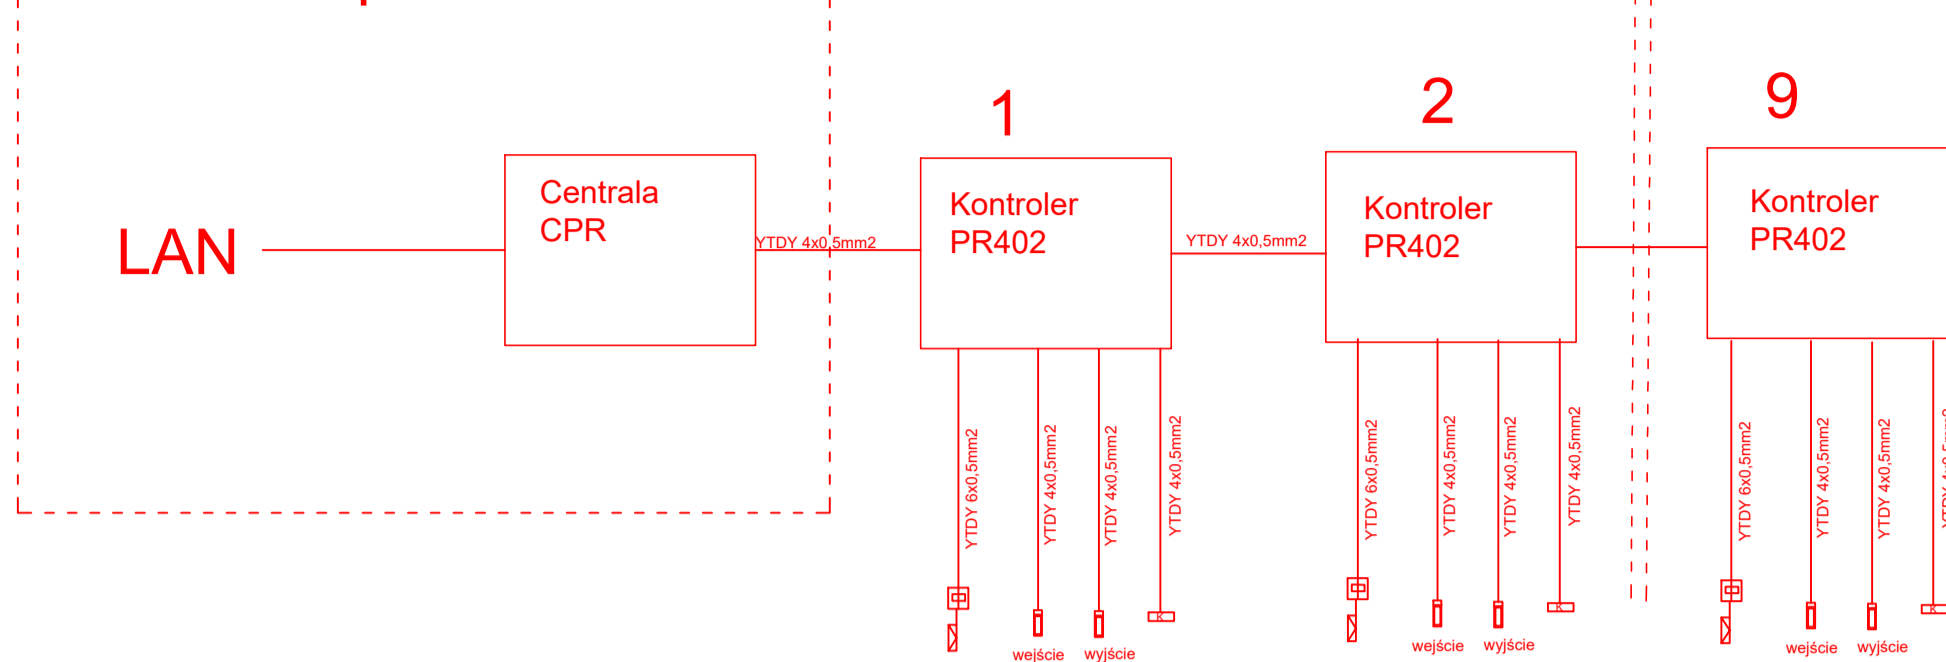 1
2
9
Centrala
CPR
Kontroler
PR402
Kontroler
PR402
Kontroler
PR402
LAN
YTDY 4x0,5mm2
YTDY 4x0,5mm2
YTDY 6x0,5mm2
YTDY 4x0,5mm2
YTDY 4x0,5mm2
YTDY 4x0,5mm2
YTDY 6x0,5mm2
YTDY 4x0,5mm2
YTDY 4x0,5mm2
YTDY 4x0,5mm2
YTDY 6x0,5mm2
YTDY 4x0,5mm2
YTDY 4x0,5mm2
K
K
K
wejście
wyjście
wejście
wyjście
wejście
wyjście